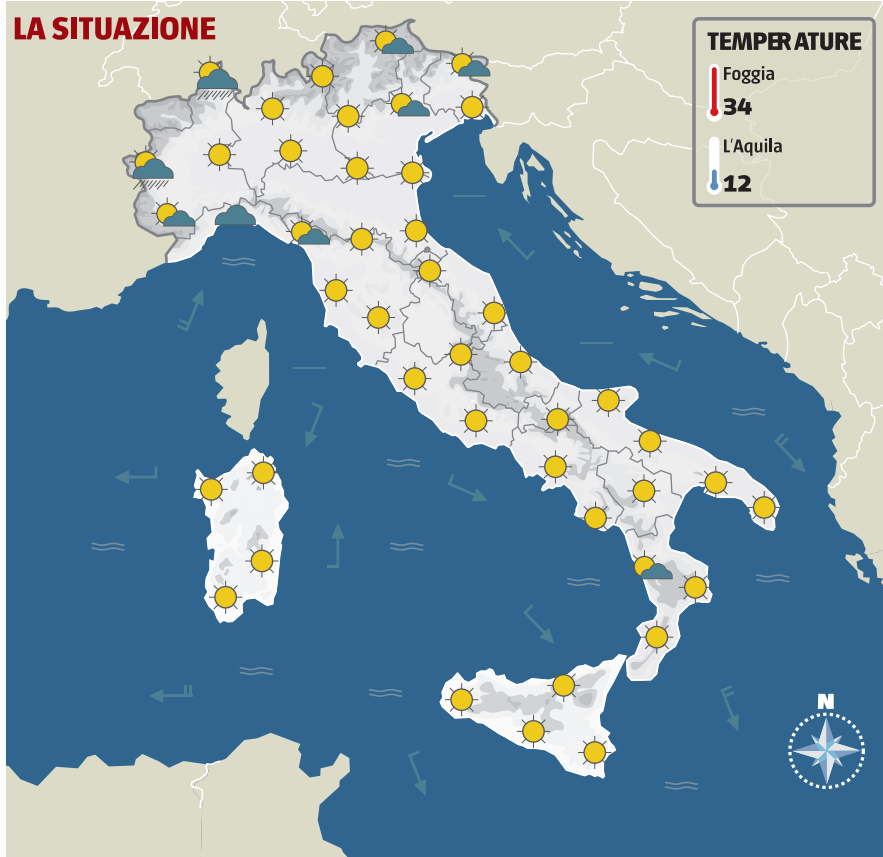 LA SITUAZIONE
TEMPERATURE
Foggia
34
L'Aquila
12
N